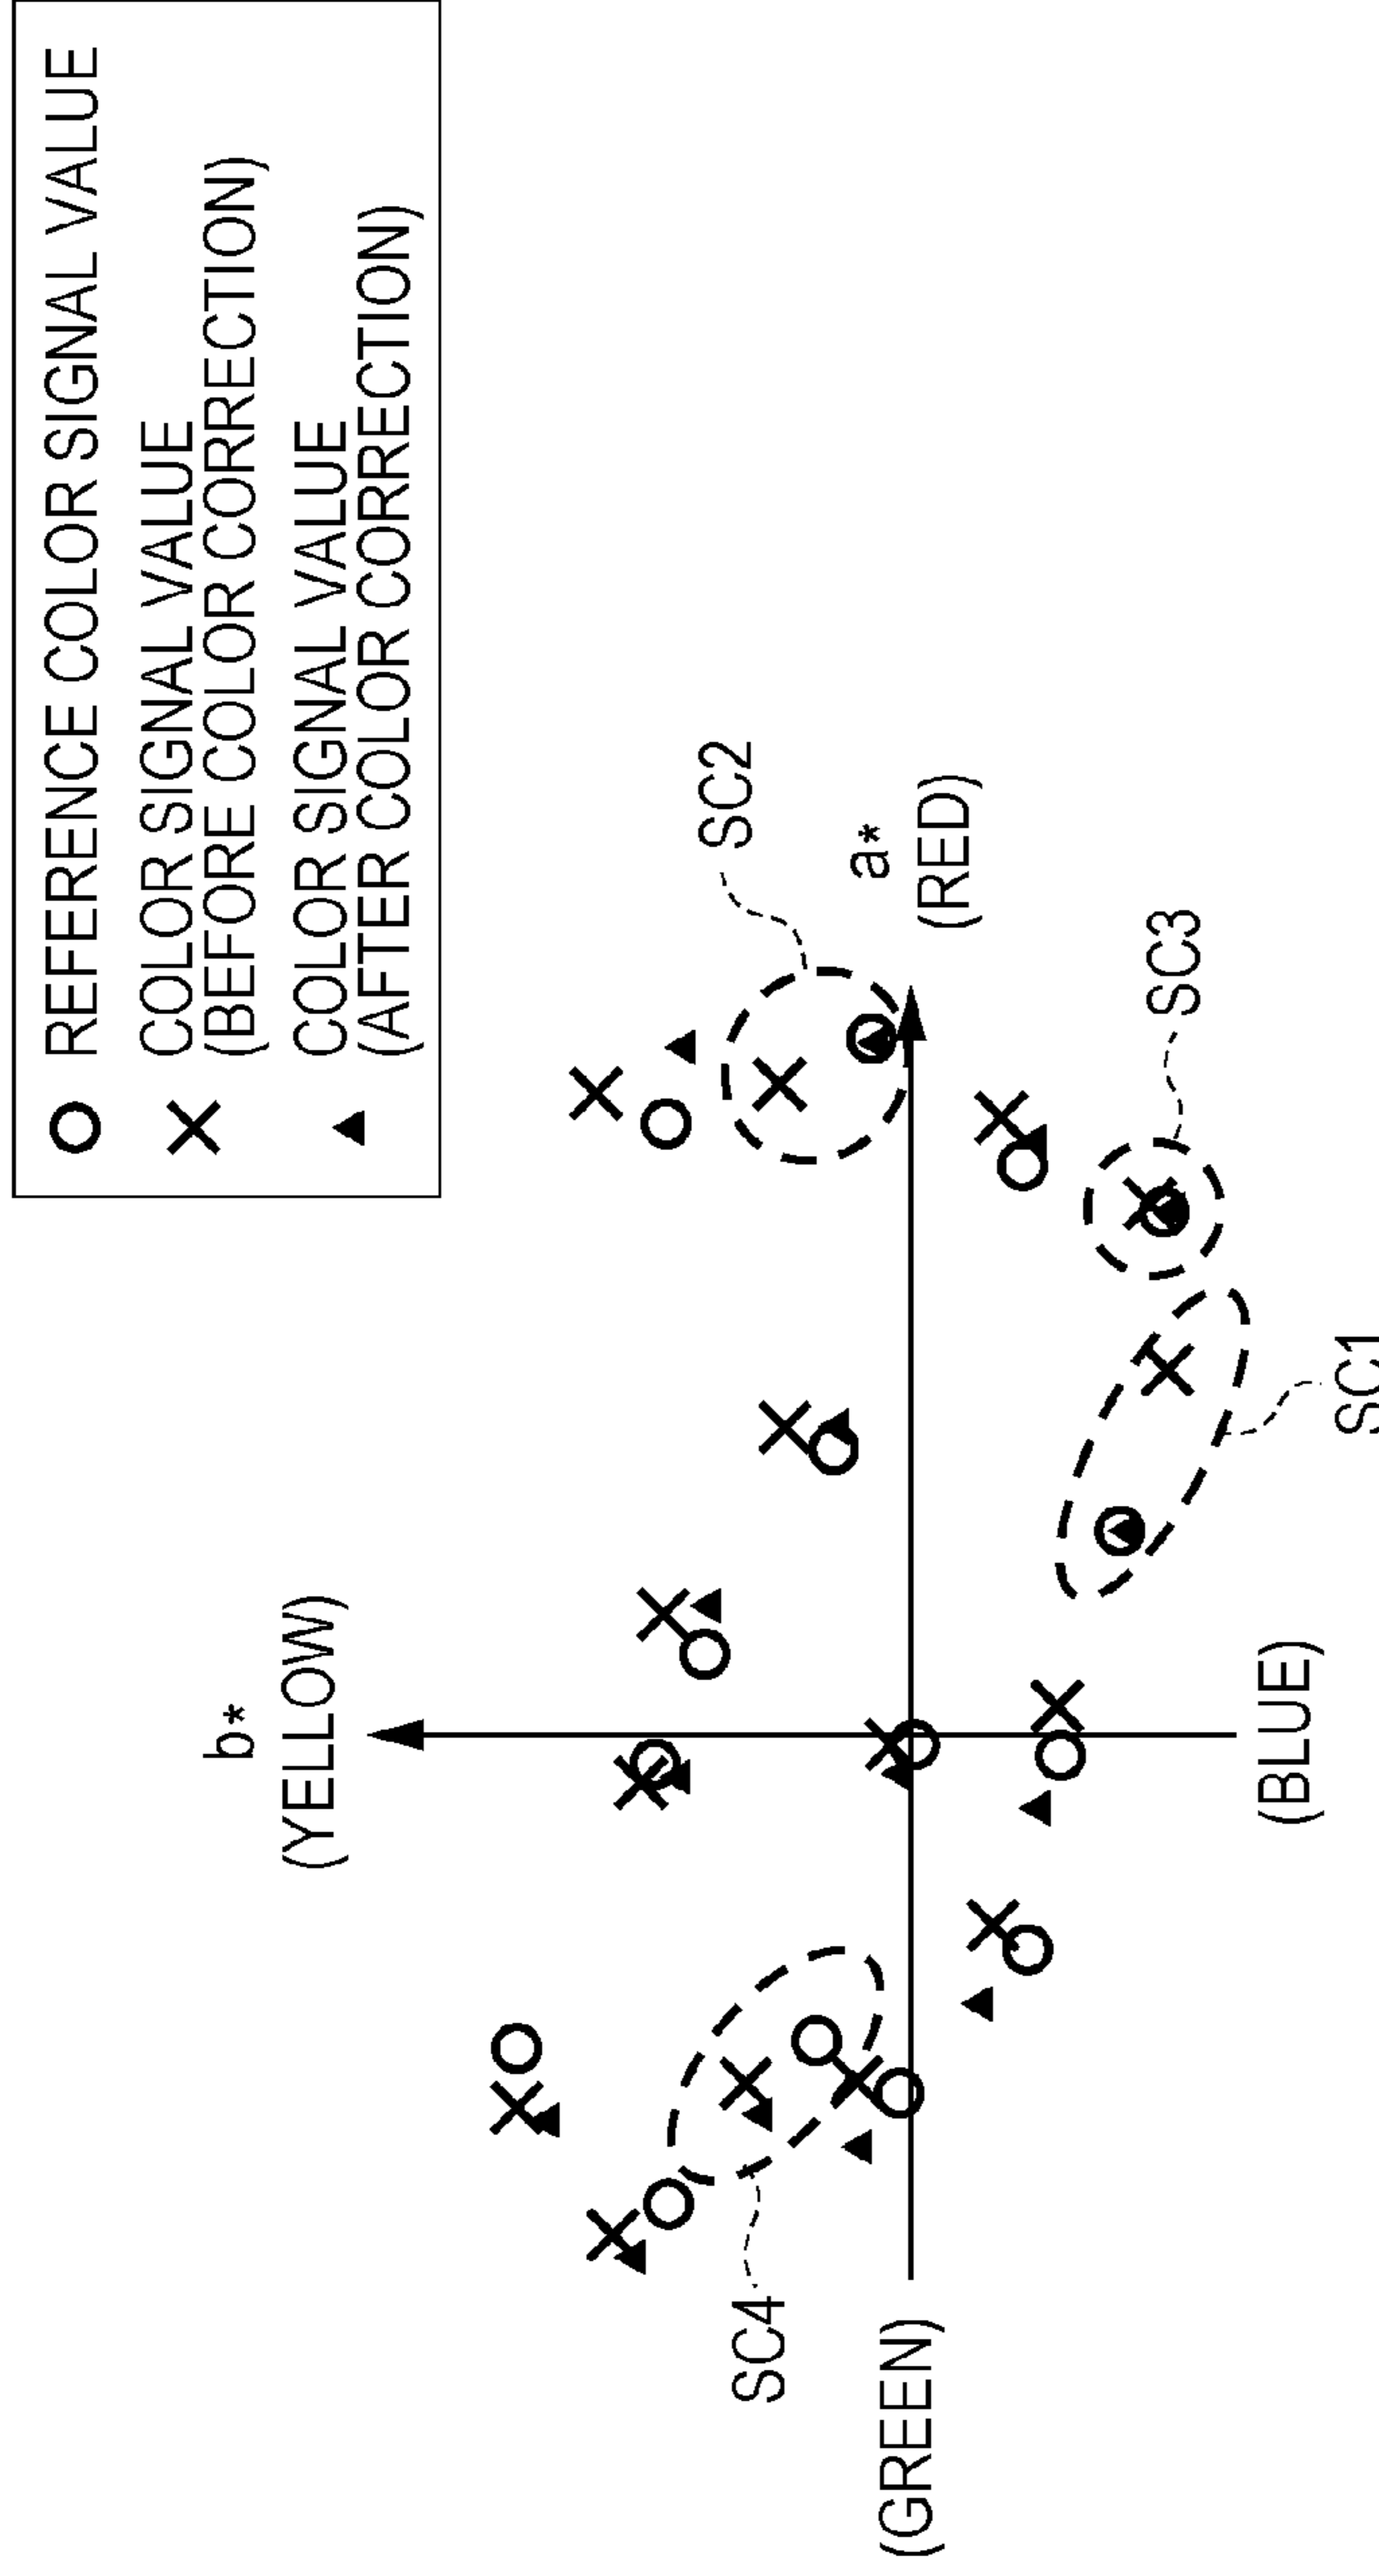 REFERENCE COLOR SIGNAL VALUE
COLOR SIGNAL VALUE
(BEFORE COLOR CORRECTION)
COLOR SIGNAL VALUE
(AFTER COLOR CORRECTION)
b*
(YELLOW)
SC2
a*
(RED)
SC4
(GREEN)
SC3
SC1
(BLUE)